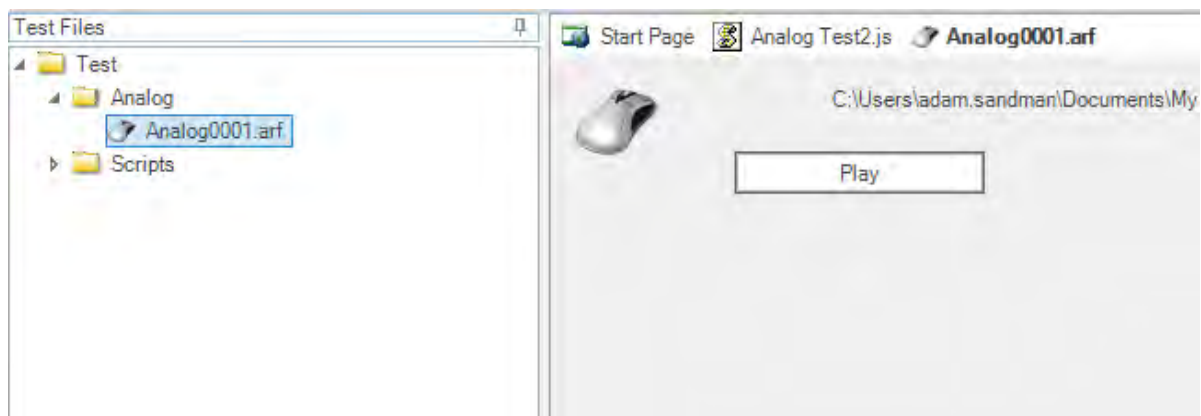 Test Files
Test
Analog
Analog0001.arf
Scripts
Start Page Analog Test2.js Analog0001.arf
C:\Users\adam.sandman\Documents\My
Play